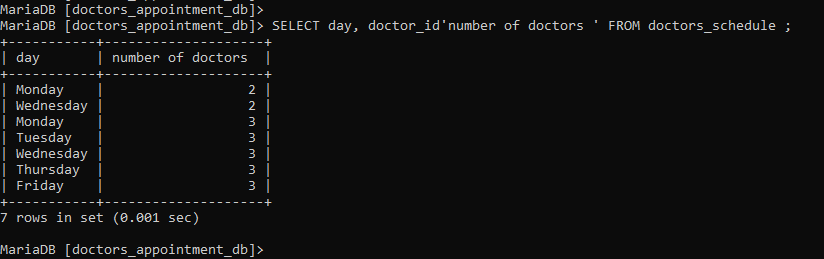 MariaDB [doctors_appointment_db]>
MariaDB [doctors_appointment_db]> SELECT day, doctor_id'number of doctors ' FROM doctors_schedule ;
+-----------+--------------------+
| day       | number of doctors  |
+-----------+--------------------+
| Monday    |                  2 |
| Wednesday |                  2 |
| Monday    |                  3 |
| Tuesday   |                  3 |
| Wednesday |                  3 |
| Thursday  |                  3 |
| Friday    |                  3 |
+-----------+--------------------+
7 rows in set (0.001 sec)

MariaDB [doctors_appointment_db]>